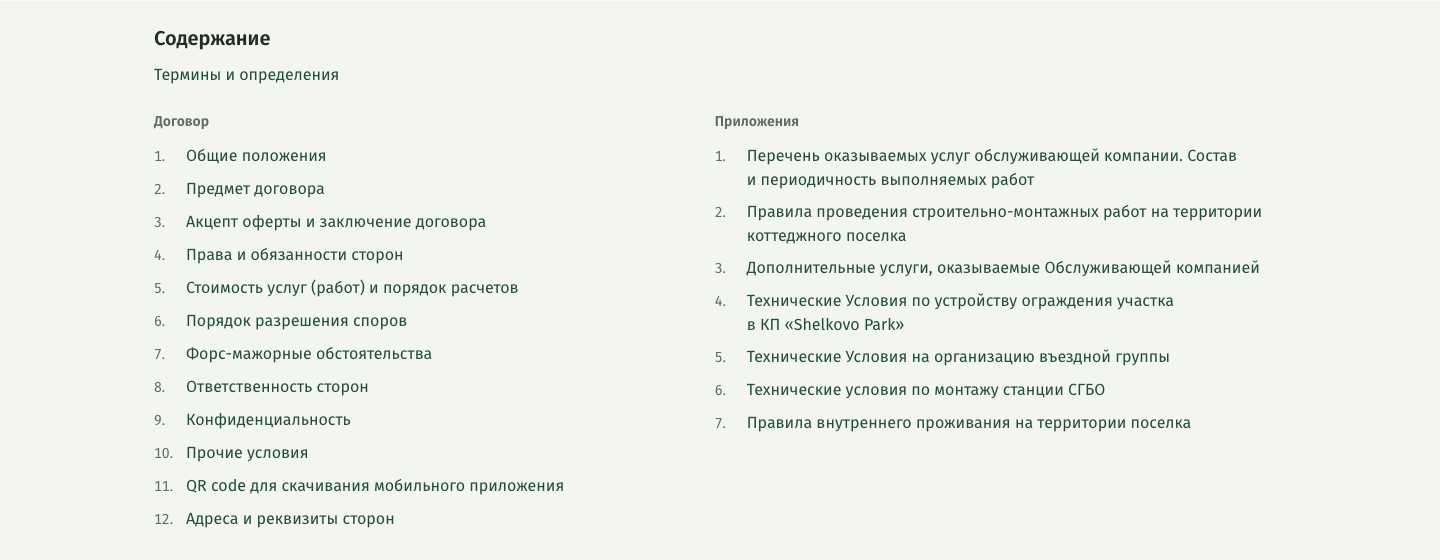 Содержание
Термины и определения
Договор
1. Общие положения
2. Предмет договора
3. Акцепт оферты и заключение договора
4. Права и обязанности сторон
5. Стоимость услуг (работ) и порядок расчетов
6. Порядок разрешения споров
7. Форс-мажорные обстоятельства
8. Ответственность сторон
9. Конфиденциальность
10. Прочие условия
11. QR code для скачивания мобильного приложения
12. Адреса и реквизиты сторон
Приложения
1. Перечень оказываемых услуг обслуживающей компании. Состав
и периодичность выполняемых работ
2. Правила проведения строительно-монтажных работ на территории
коттеджного поселка
3. Дополнительные услуги, оказываемые Обслуживающей компанией
4. Технические Условия по устройству ограждения участка
в КП «Shelkovo Park»
5. Технические Условия на организацию въездной группы
6. Технические условия по монтажу станции СГБО
7. Правила внутреннего проживания на территории поселка